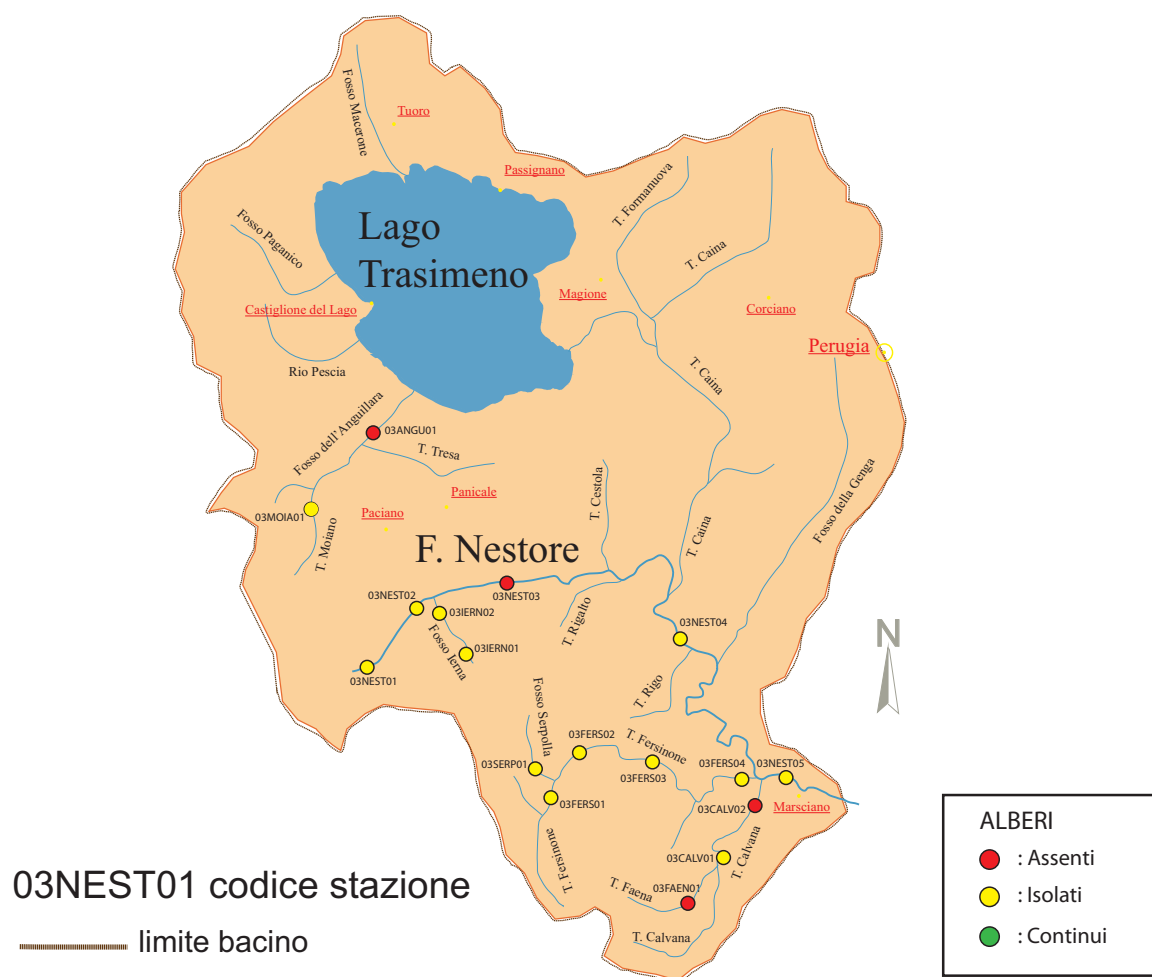 Fosso Macerone
Tuoro
Passignano
T. Formanuova
Lago
Trasimeno
Fosso Paganico
T. Caina
Magione
Castiglione del Lago
Corciano
Perugia
Rio Pescia
T. Caina
Fosso dell'Anguillara
03ANGU01
T. Tresa
Fosso della Genga
T. Cestola
Panicale
03MOIA01
Paciano
T. Caina
T. Moiano
F. Nestore
03NEST02
03NEST03
03IERN02
T. Rigalto
03NEST04
N
Fosso Ierna
03IERN01
03NEST01
T. Rigo
Fosso Serpolla
03FERS02
T. Fersinone
03SERP01
03FERS03
03FERS04
03NEST05
03FERS01
03CALV02
Marsciano
T. Fersinone
03CALV01
T. Calvana
T. Faena
03FAEN01
T. Calvana
03NEST01 codice stazione
limite bacino
ALBERI
: Assenti
: Isolati
: Continui